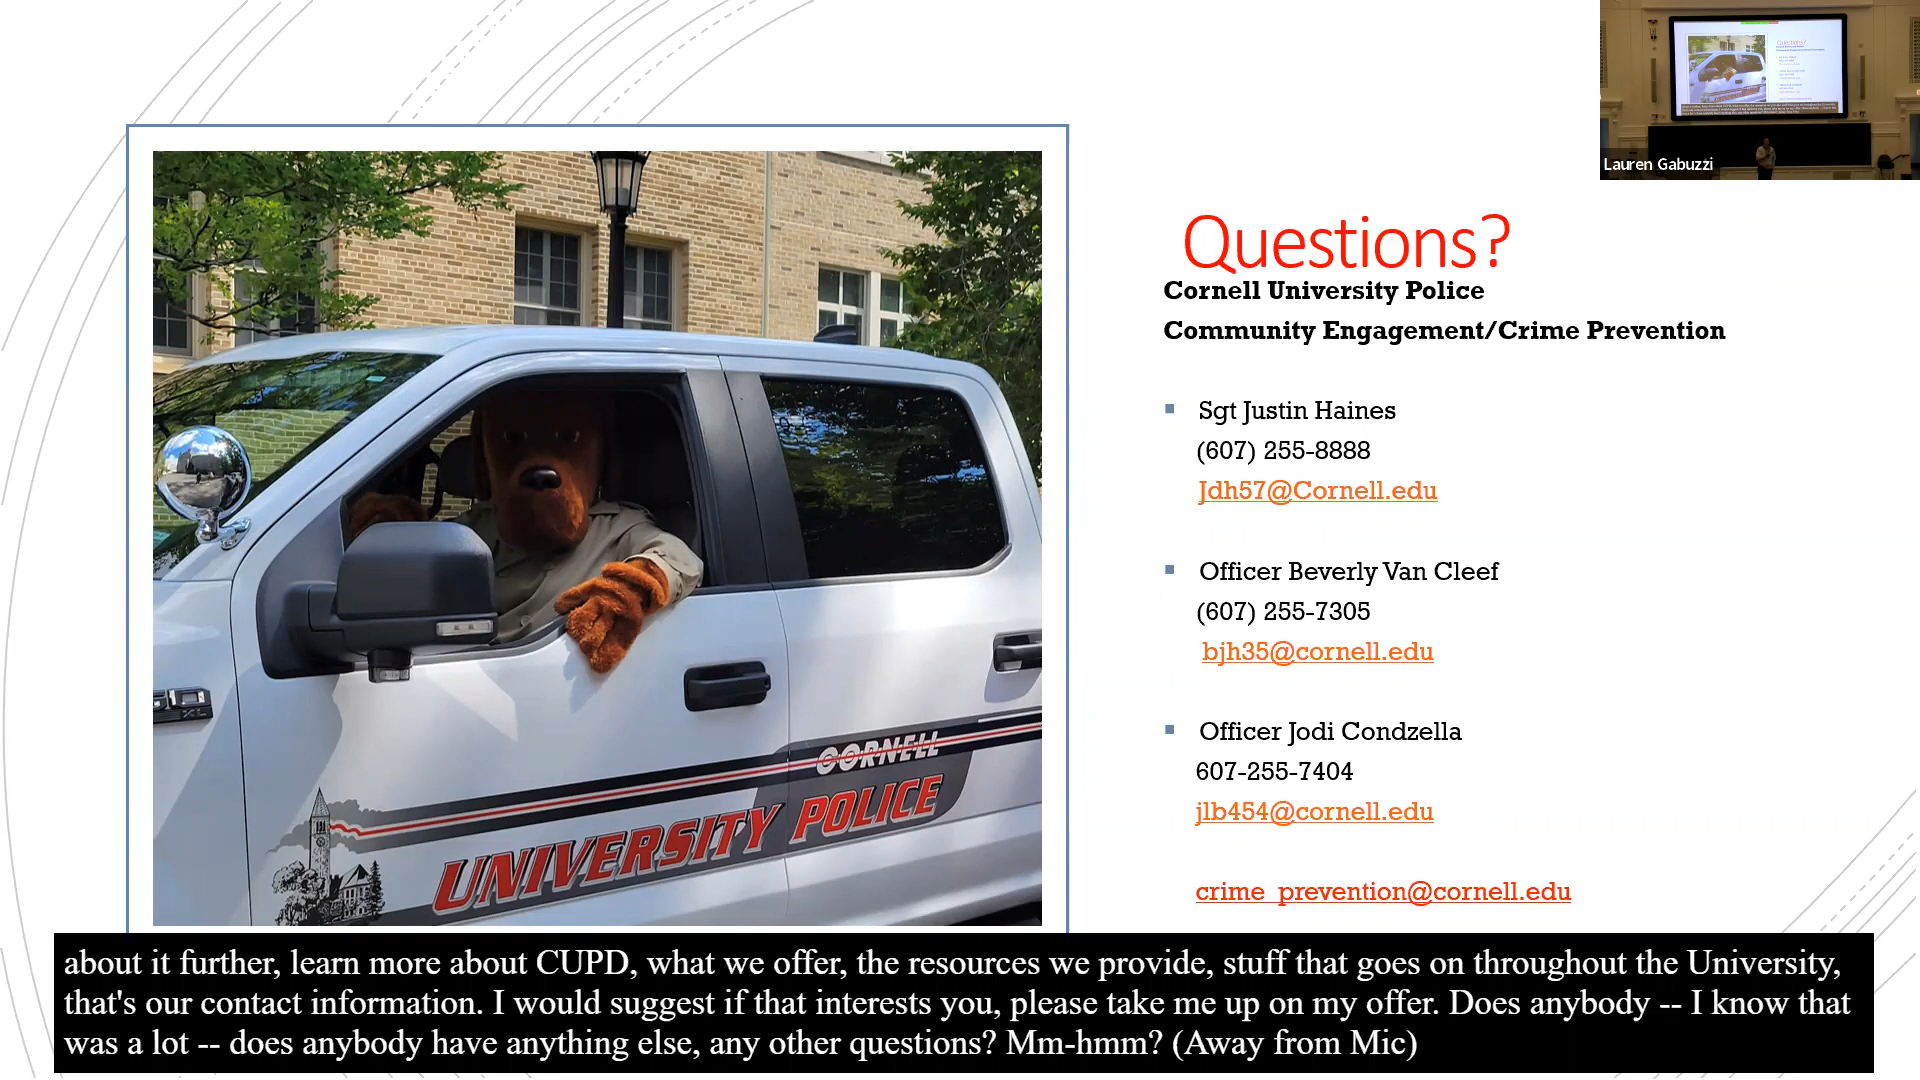 Lauren Gabuzzi
Questions?
Cornell University Police
Community Engagement/Crime Prevention
Sgt Justin Haines
(607) 255-8888
Jdh57@Cornell.edu
Officer Beverly Van Cleef
(607) 255-7305
bjh35@cornell.edu
Officer Jodi Condzella
607-255-7404
jlb454@cornell.edu
crime_prevention@cornell.edu
XL
CORNELL
UNIVERSITY POLICE
about it further, learn more about CUPD, what we offer, the resources we provide, stuff that goes on throughout the University,
that's our contact information. I would suggest if that interests you, please take me up on my offer. Does anybody -- I know that
was a lot -- does anybody have anything else, any other questions? Mm-hmm? (Away from Mic)